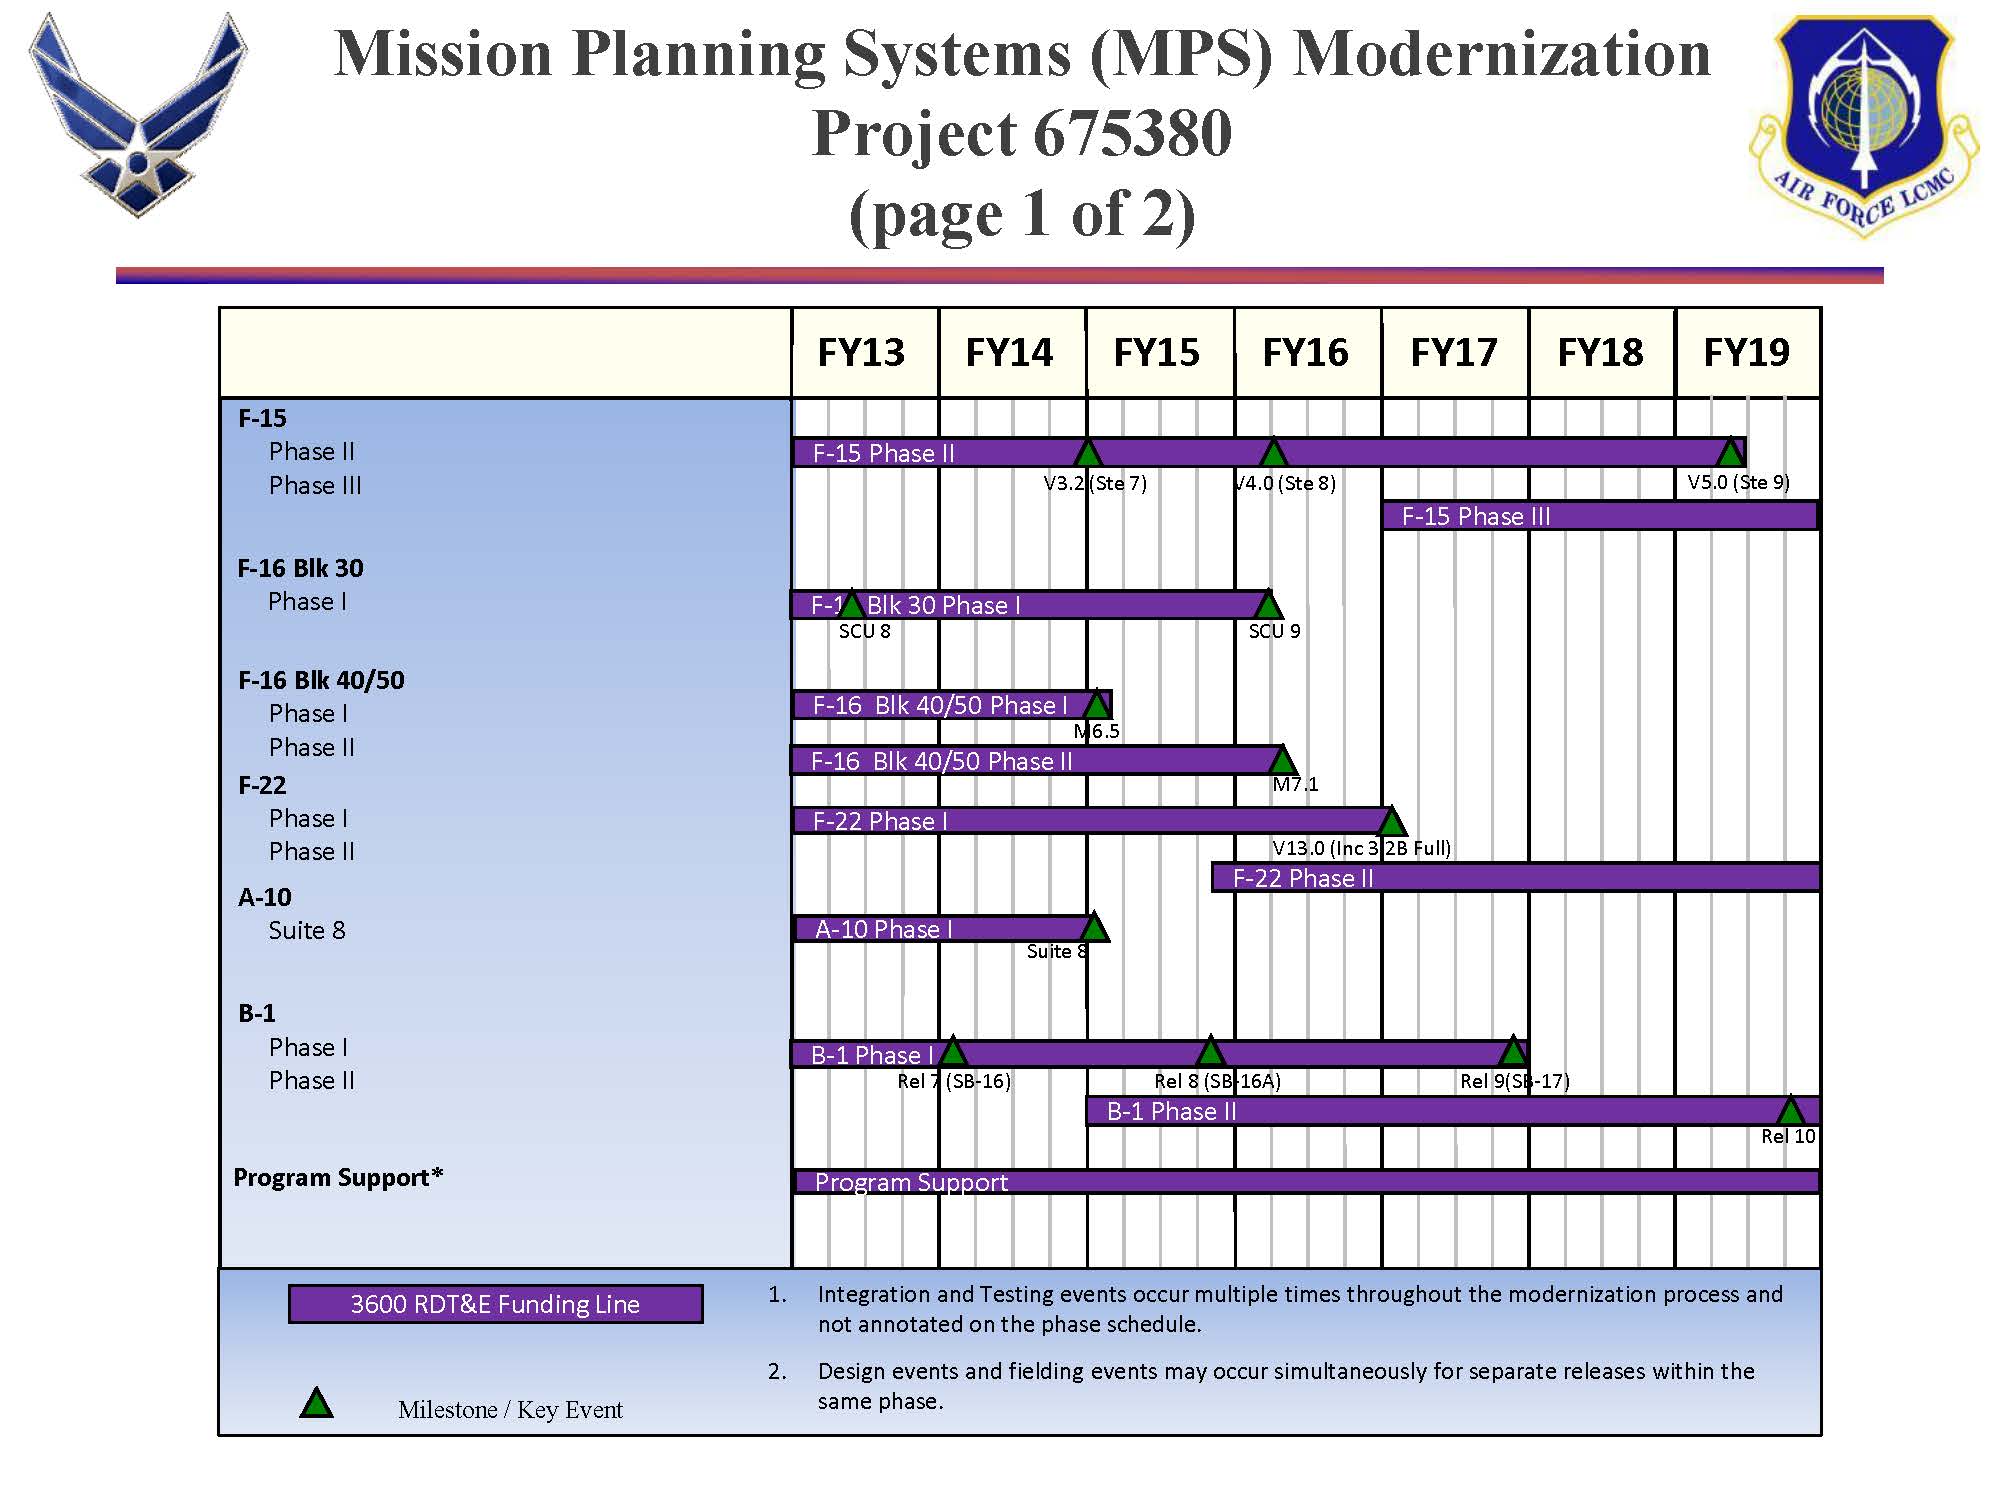 Mission Planning Systems (MPS) Modernization
Project 675380
(page 1 of 2)
AIR FORCE LCMC
FY13 FY14 FY15 FY16 FY17 FY18 FY19
F-15
Phase II
F-15 Phase II
V3.2 (Ste 7) V4.0 (Ste 8) V5.0 (Ste 9)
Phase III
F-15 Phase III
F-16 Blk 30
Phase I
F-1 Blk 30 Phase I
SCU 8 SCU 9
F-16 Blk 40/50
Phase I
F-16 Blk 40/50 Phase I
M6.5
Phase II
F-16 Blk 40/50 Phase II
M7.1
F-22
Phase I
F-22 Phase I
V13.0 (Inc 3.2B Full)
Phase II
F-22 Phase II
A-10
Suite 8
A-10 Phase I
Suite 8
B-1
Phase I
B-1 Phase I
Rel 7 (SB-16) Rel 8 (SB-16A) Rel 9(SB-17)
Phase II
B-1 Phase II
Rel 10
Program Support*
Program Support
3600 RDT&E Funding Line
Milestone / Key Event
1. Integration and Testing events occur multiple times throughout the modernization process and
not annotated on the phase schedule.
2. Design events and fielding events may occur simultaneously for separate releases within the
same phase.